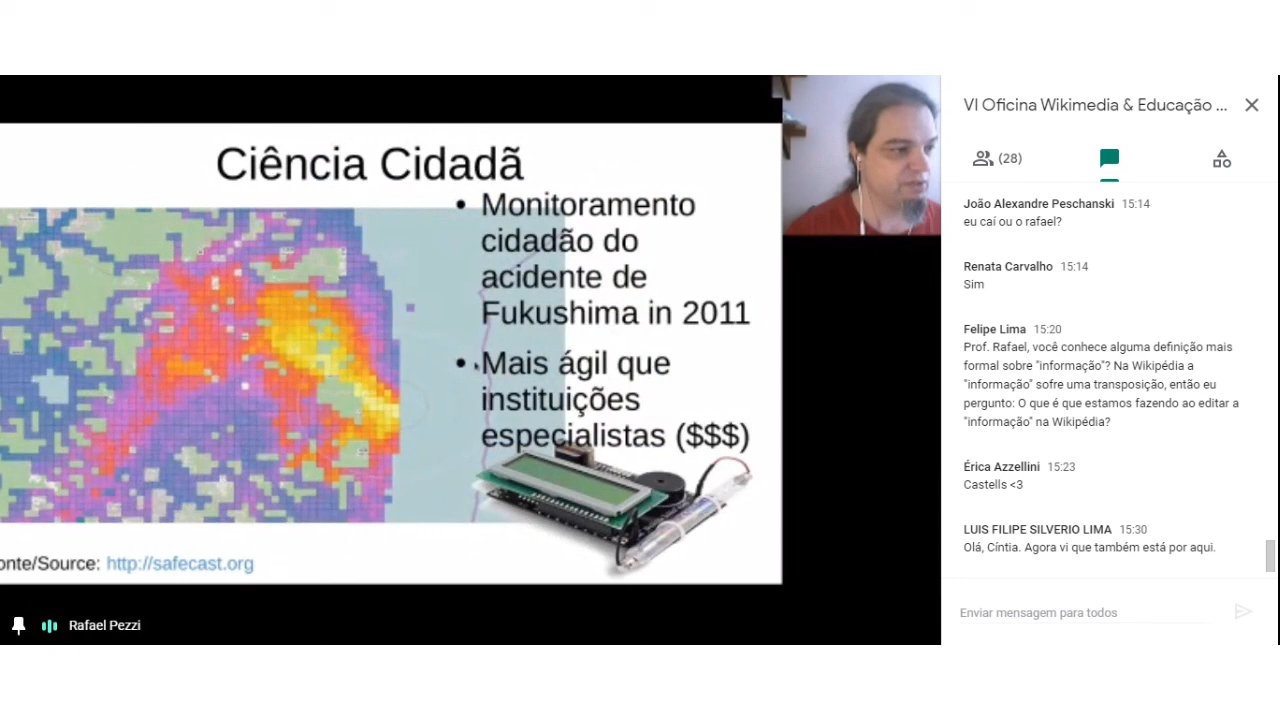 Ciência Cidadã
• Monitoramento
cidadão do
acidente de
Fukushima in 2011
• Mais ágil que
instituições
especialistas ($$$)
onte/Source: http://safecast.org
Rafael Pezzi
VI Oficina Wikimedia & Educação ...
(28)
João Alexandre Peschanski 15:14
eu caí ou o rafael?
Renata Carvalho 15:14
Sim
Felipe Lima 15:20
Prof. Rafael, você conhece alguma definição mais
formal sobre "informação"? Na Wikipédia a
"informação" sofre uma transposição, então eu
pergunto: O que é que estamos fazendo ao editar a
"informação" na Wikipédia?
Érica Azzellini 15:23
Castells <3
LUIS FILIPE SILVERIO LIMA 15:30
Olá, Cíntia. Agora vi que também está por aqui.
Enviar mensagem para todos